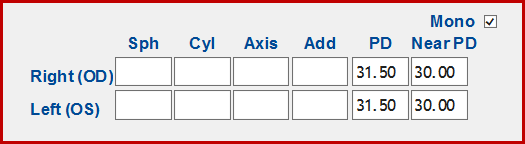 Mono
Sph Cyl Axis Add PD Near PD
Right (OD) 31.50 30.00
Left (OS) 31.50 30.00